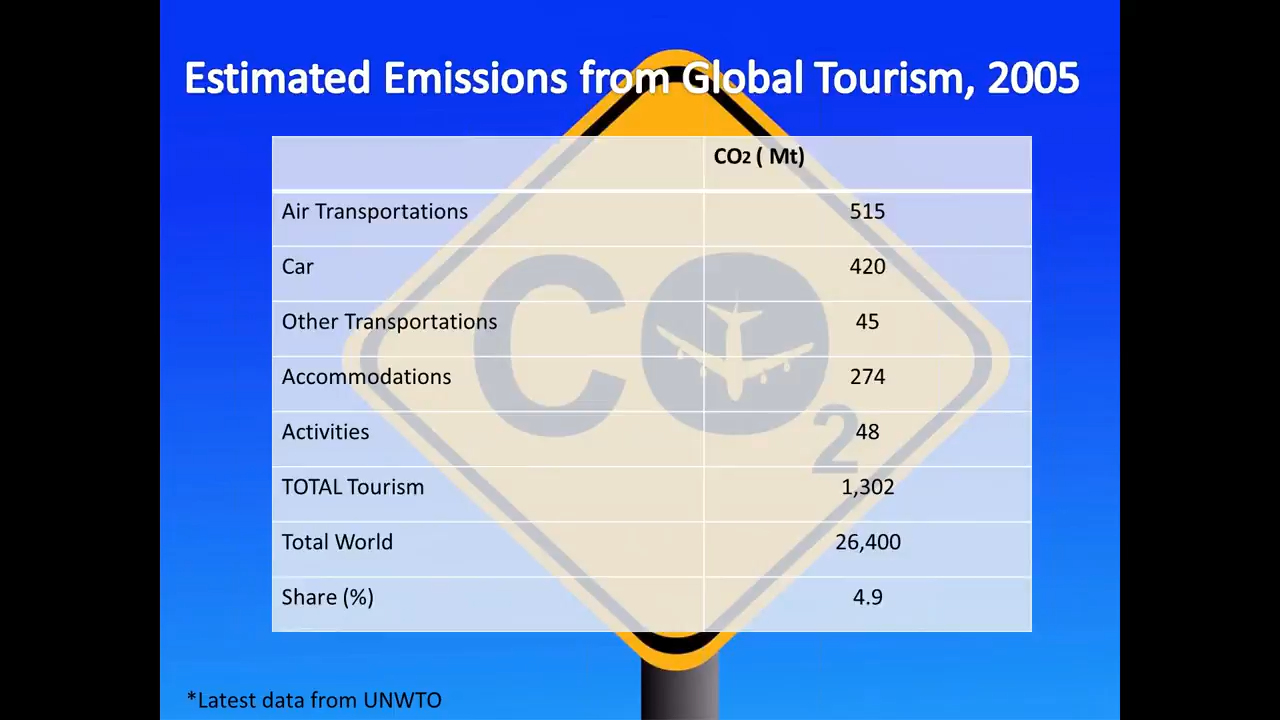 Estimated Emissions from Global Tourism, 2005
CO2 ( Mt)
Air Transportations 515
Car 420
Other Transportations 45
Accommodations 274
Activities 48
TOTAL Tourism 1,302
Total World 26,400
Share (%) 4.9
CO2
*Latest data from UNWTO